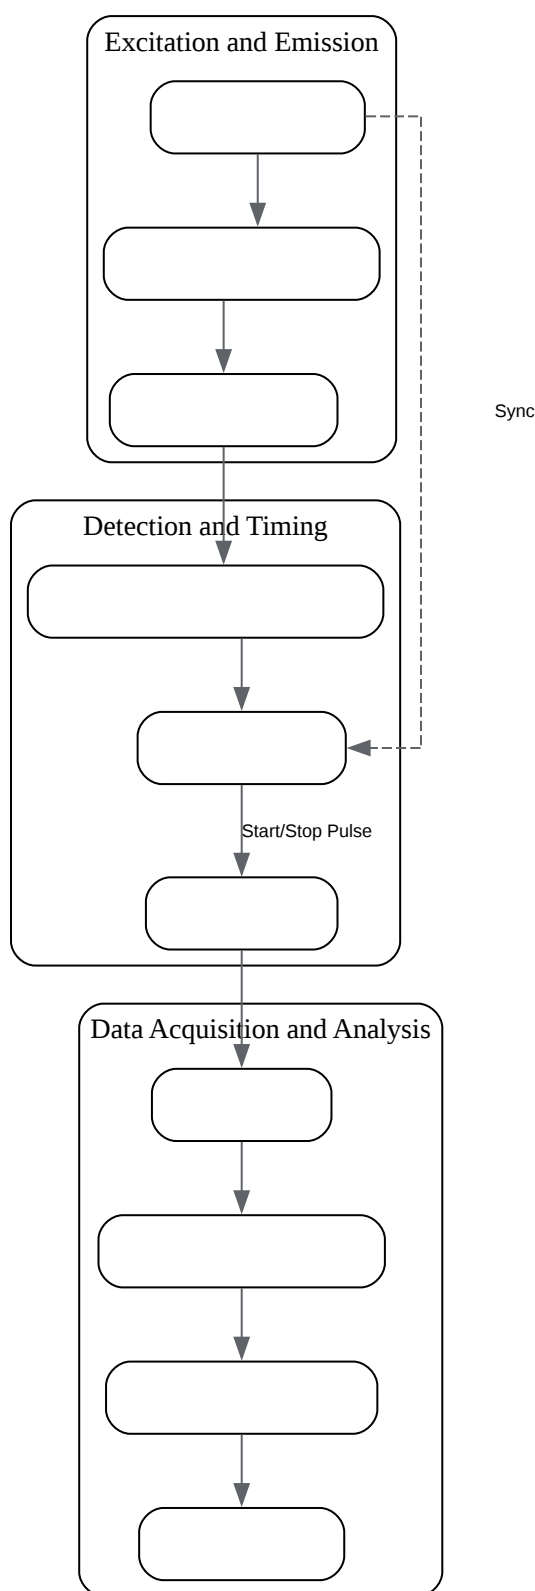 Excitation and Emission
Sync
Detection and Timing
Start/Stop Pulse
Data Acquisition and Analysis